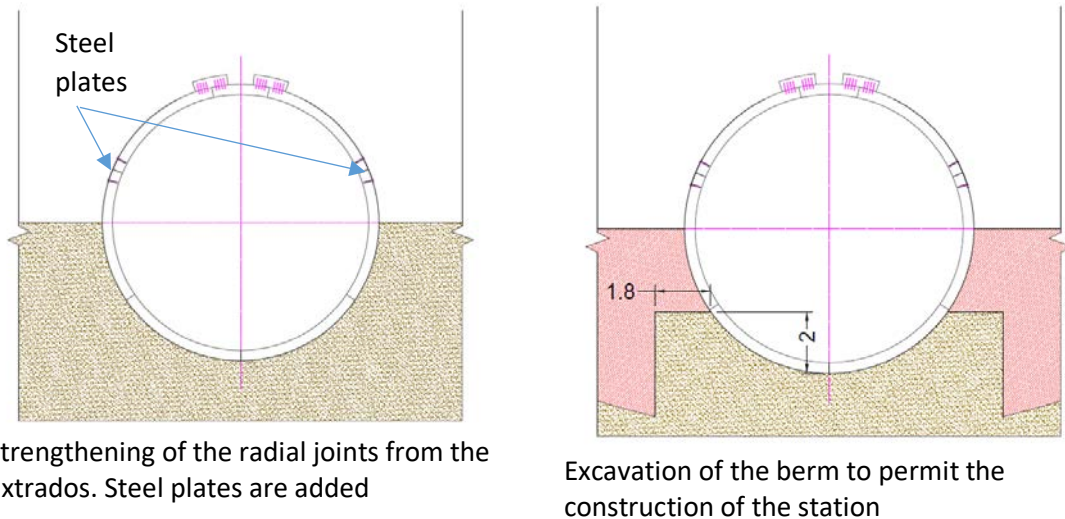 Steel
plates
1.8
2
trengthening of the radial joints from the
xtrados. Steel plates are added
Excavation of the berm to permit the
construction of the station